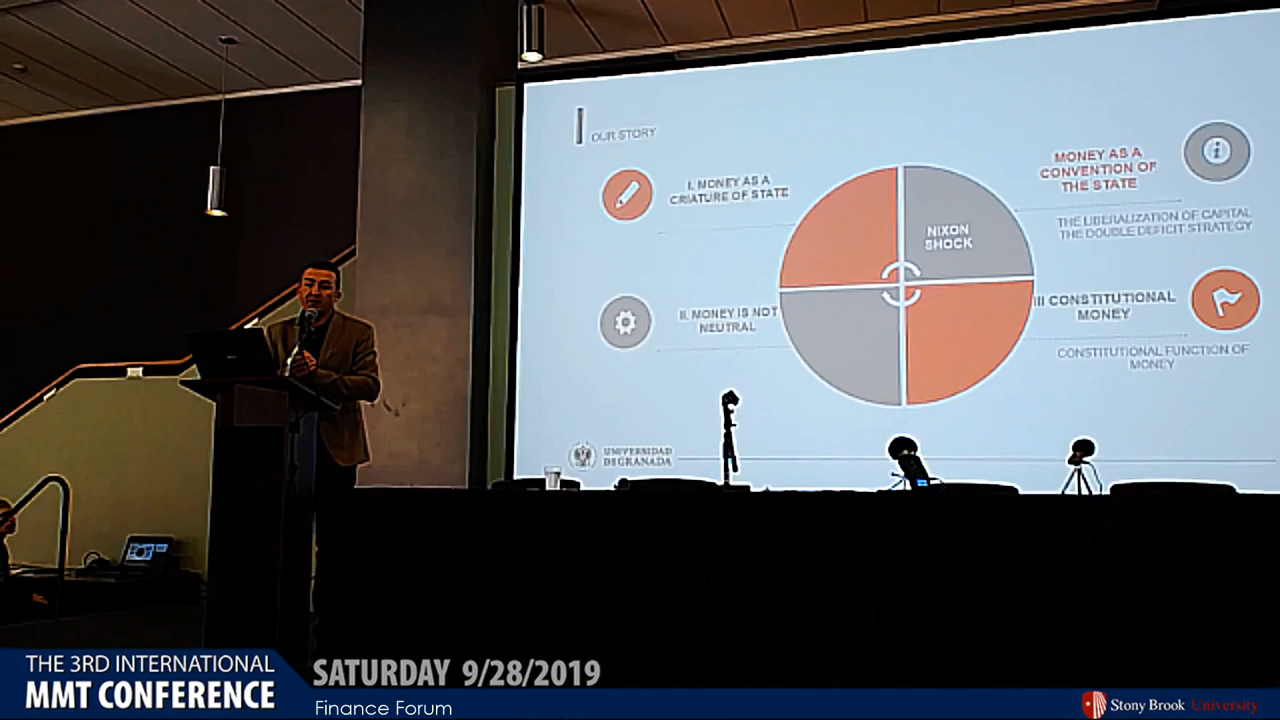 OUR STORY
I. MONEY AS A
CRIATURE OF STATE
II. MONEY IS NOT
NEUTRAL
NIXON
SHOCK
MONEY AS A
CONVENTION OF
THE STATE
THE LIBERALIZATION OF CAPITAL
THE DOUBLE DEFICIT STRATEGY
III CONSTITUTIONAL
MONEY
CONSTITUTIONAL FUNCTION OF
MONEY
UNIVERSIDAD
DE GRANADA
THE 3RD INTERNATIONAL
MMT CONFERENCE
SATURDAY 9/28/2019
Finance Forum
Stony Brook University